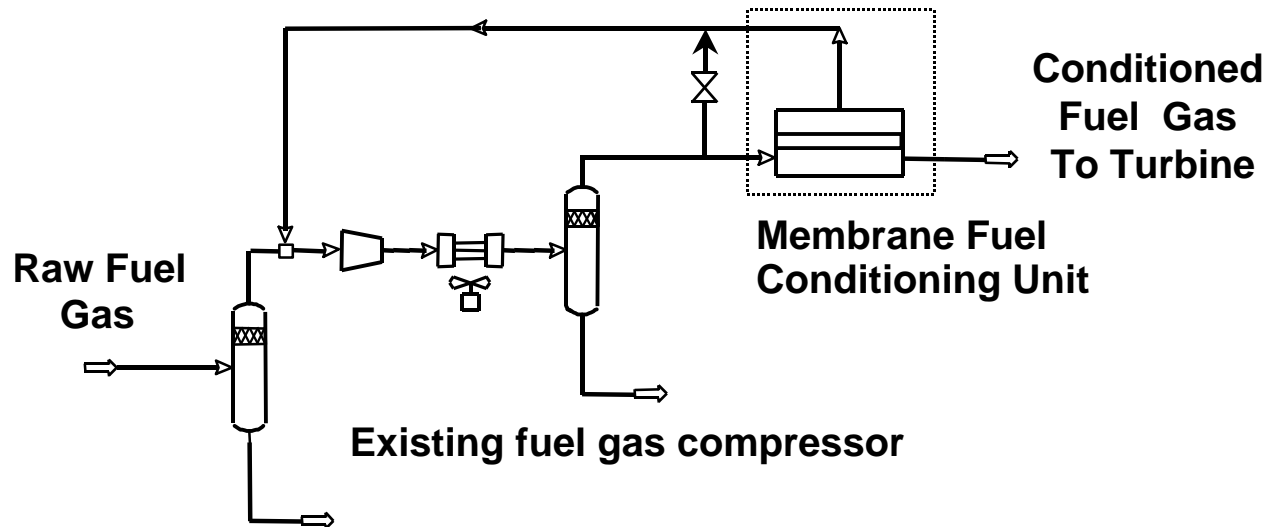 Conditioned
Fuel Gas
To Turbine
Membrane Fuel
Conditioning Unit
Raw Fuel
Gas
Existing fuel gas compressor